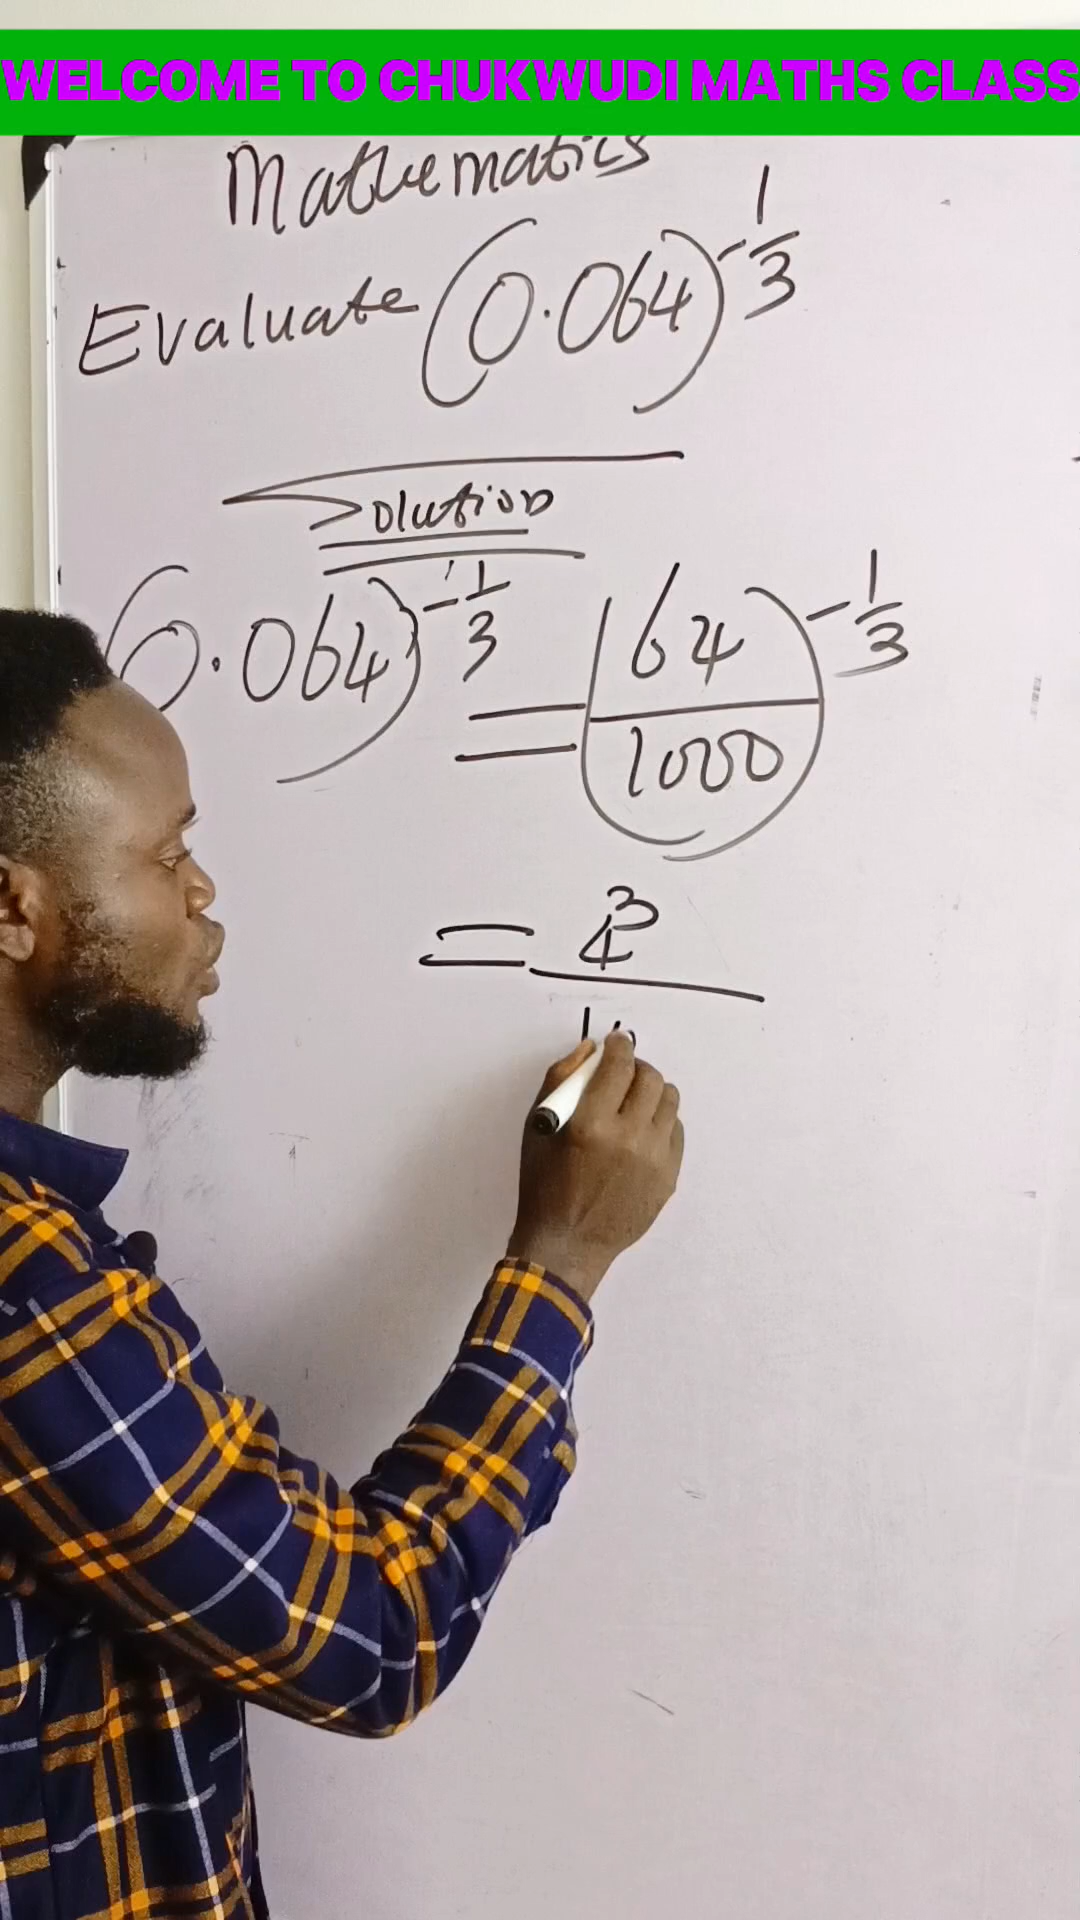 WELCOME TO CHUKWUDI MATHS CLASS
Mathematics
Evaluate (0.064)^-1/3
Solution
(0.064)^-1/3 = (64/1000)^-1/3
= 4^3/10